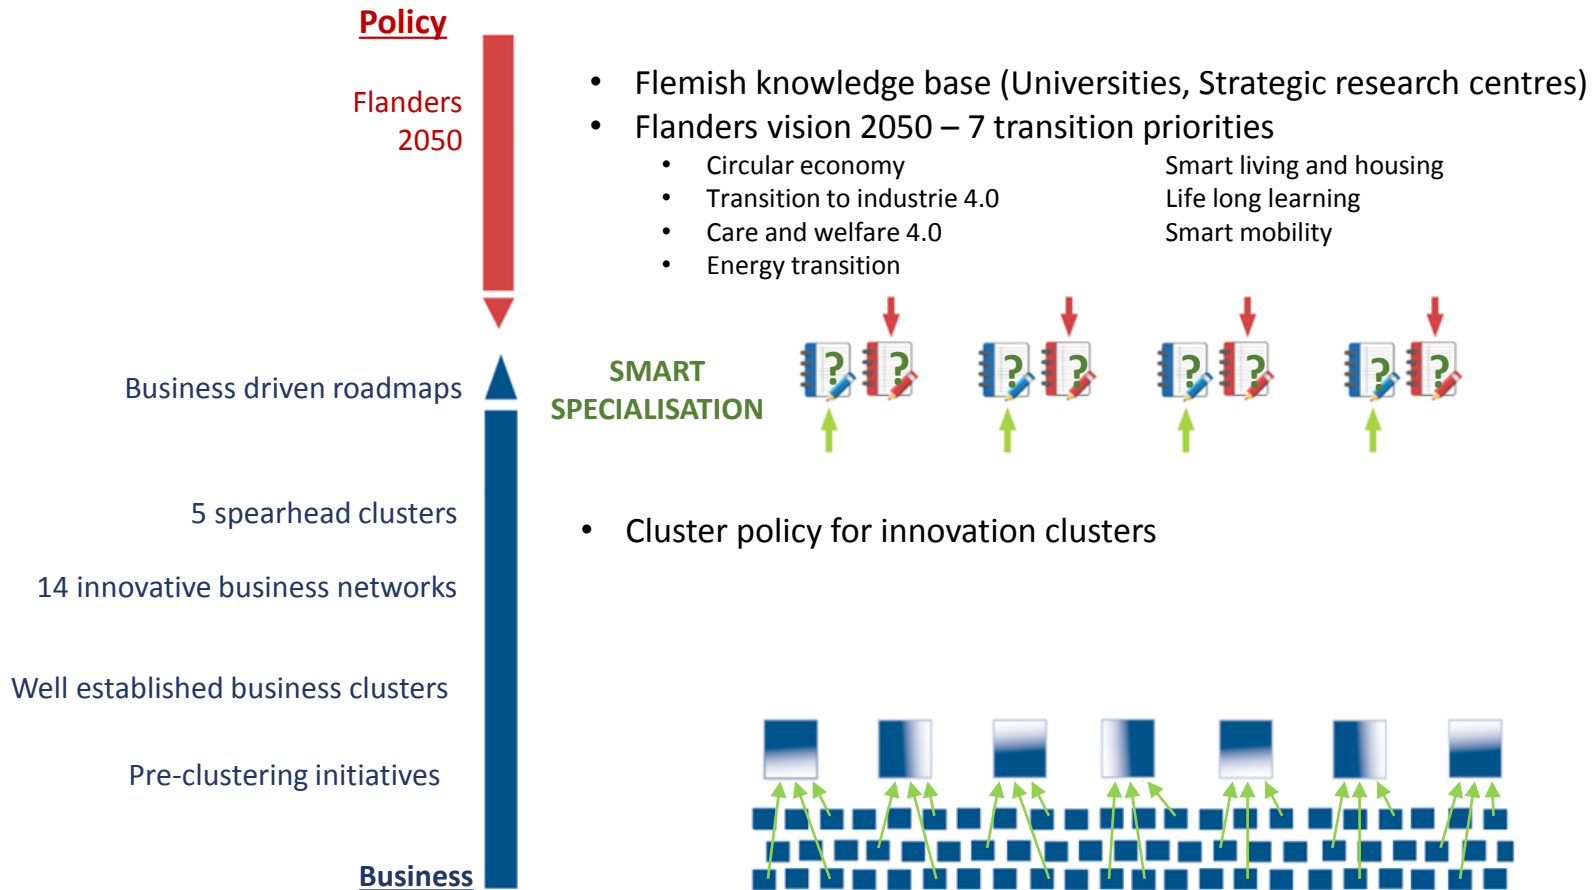 Policy
Flanders
2050
• Flemish knowledge base (Universities, Strategic research centres)
• Flanders vision 2050 – 7 transition priorities
• Circular economy
• Transition to industrie 4.0
• Care and welfare 4.0
• Energy transition
Smart living and housing
Life long learning
Smart mobility
Business driven roadmaps
SMART
SPECIALISATION
? ? ? ? ? ? ? ?
5 spearhead clusters
• Cluster policy for innovation clusters
14 innovative business networks
Well established business clusters
Pre-clustering initiatives
Business